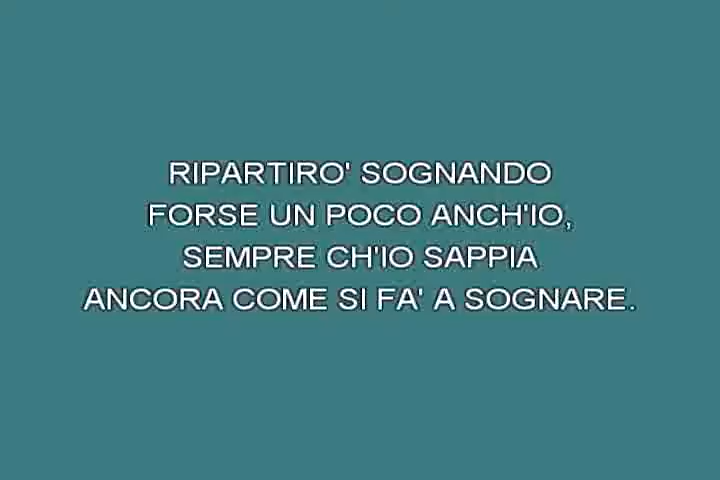 RIPARTIRO' SOGNANDO
FORSE UN POCO ANCH'IO,
SEMPRE CH'IO SAPPIA
ANCORA COME SI FA' A SOGNARE.